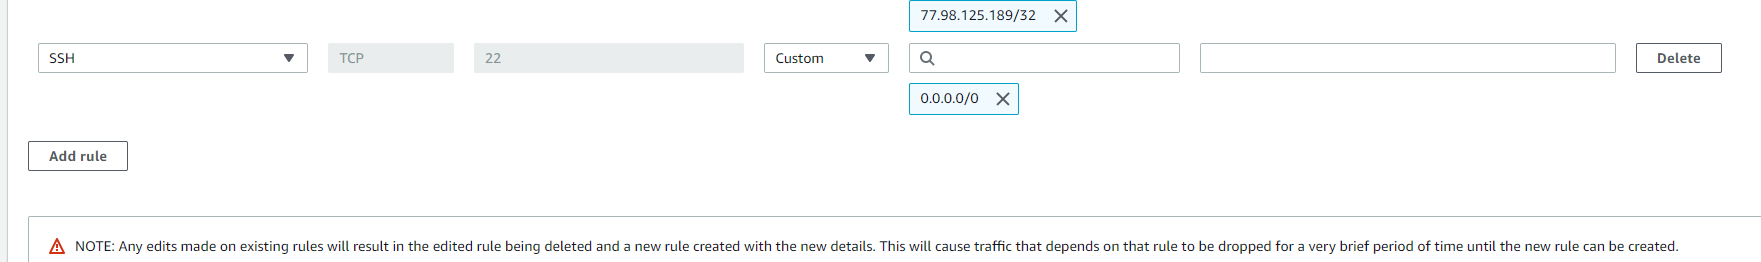 77.98.125.189/32
SSH TCP 22 Custom Delete
0.0.0.0/0
Add rule
NOTE: Any edits made on existing rules will result in the edited rule being deleted and a new rule created with the new details. This will cause traffic that depends on that rule to be dropped for a very brief period of time until the new rule can be created.